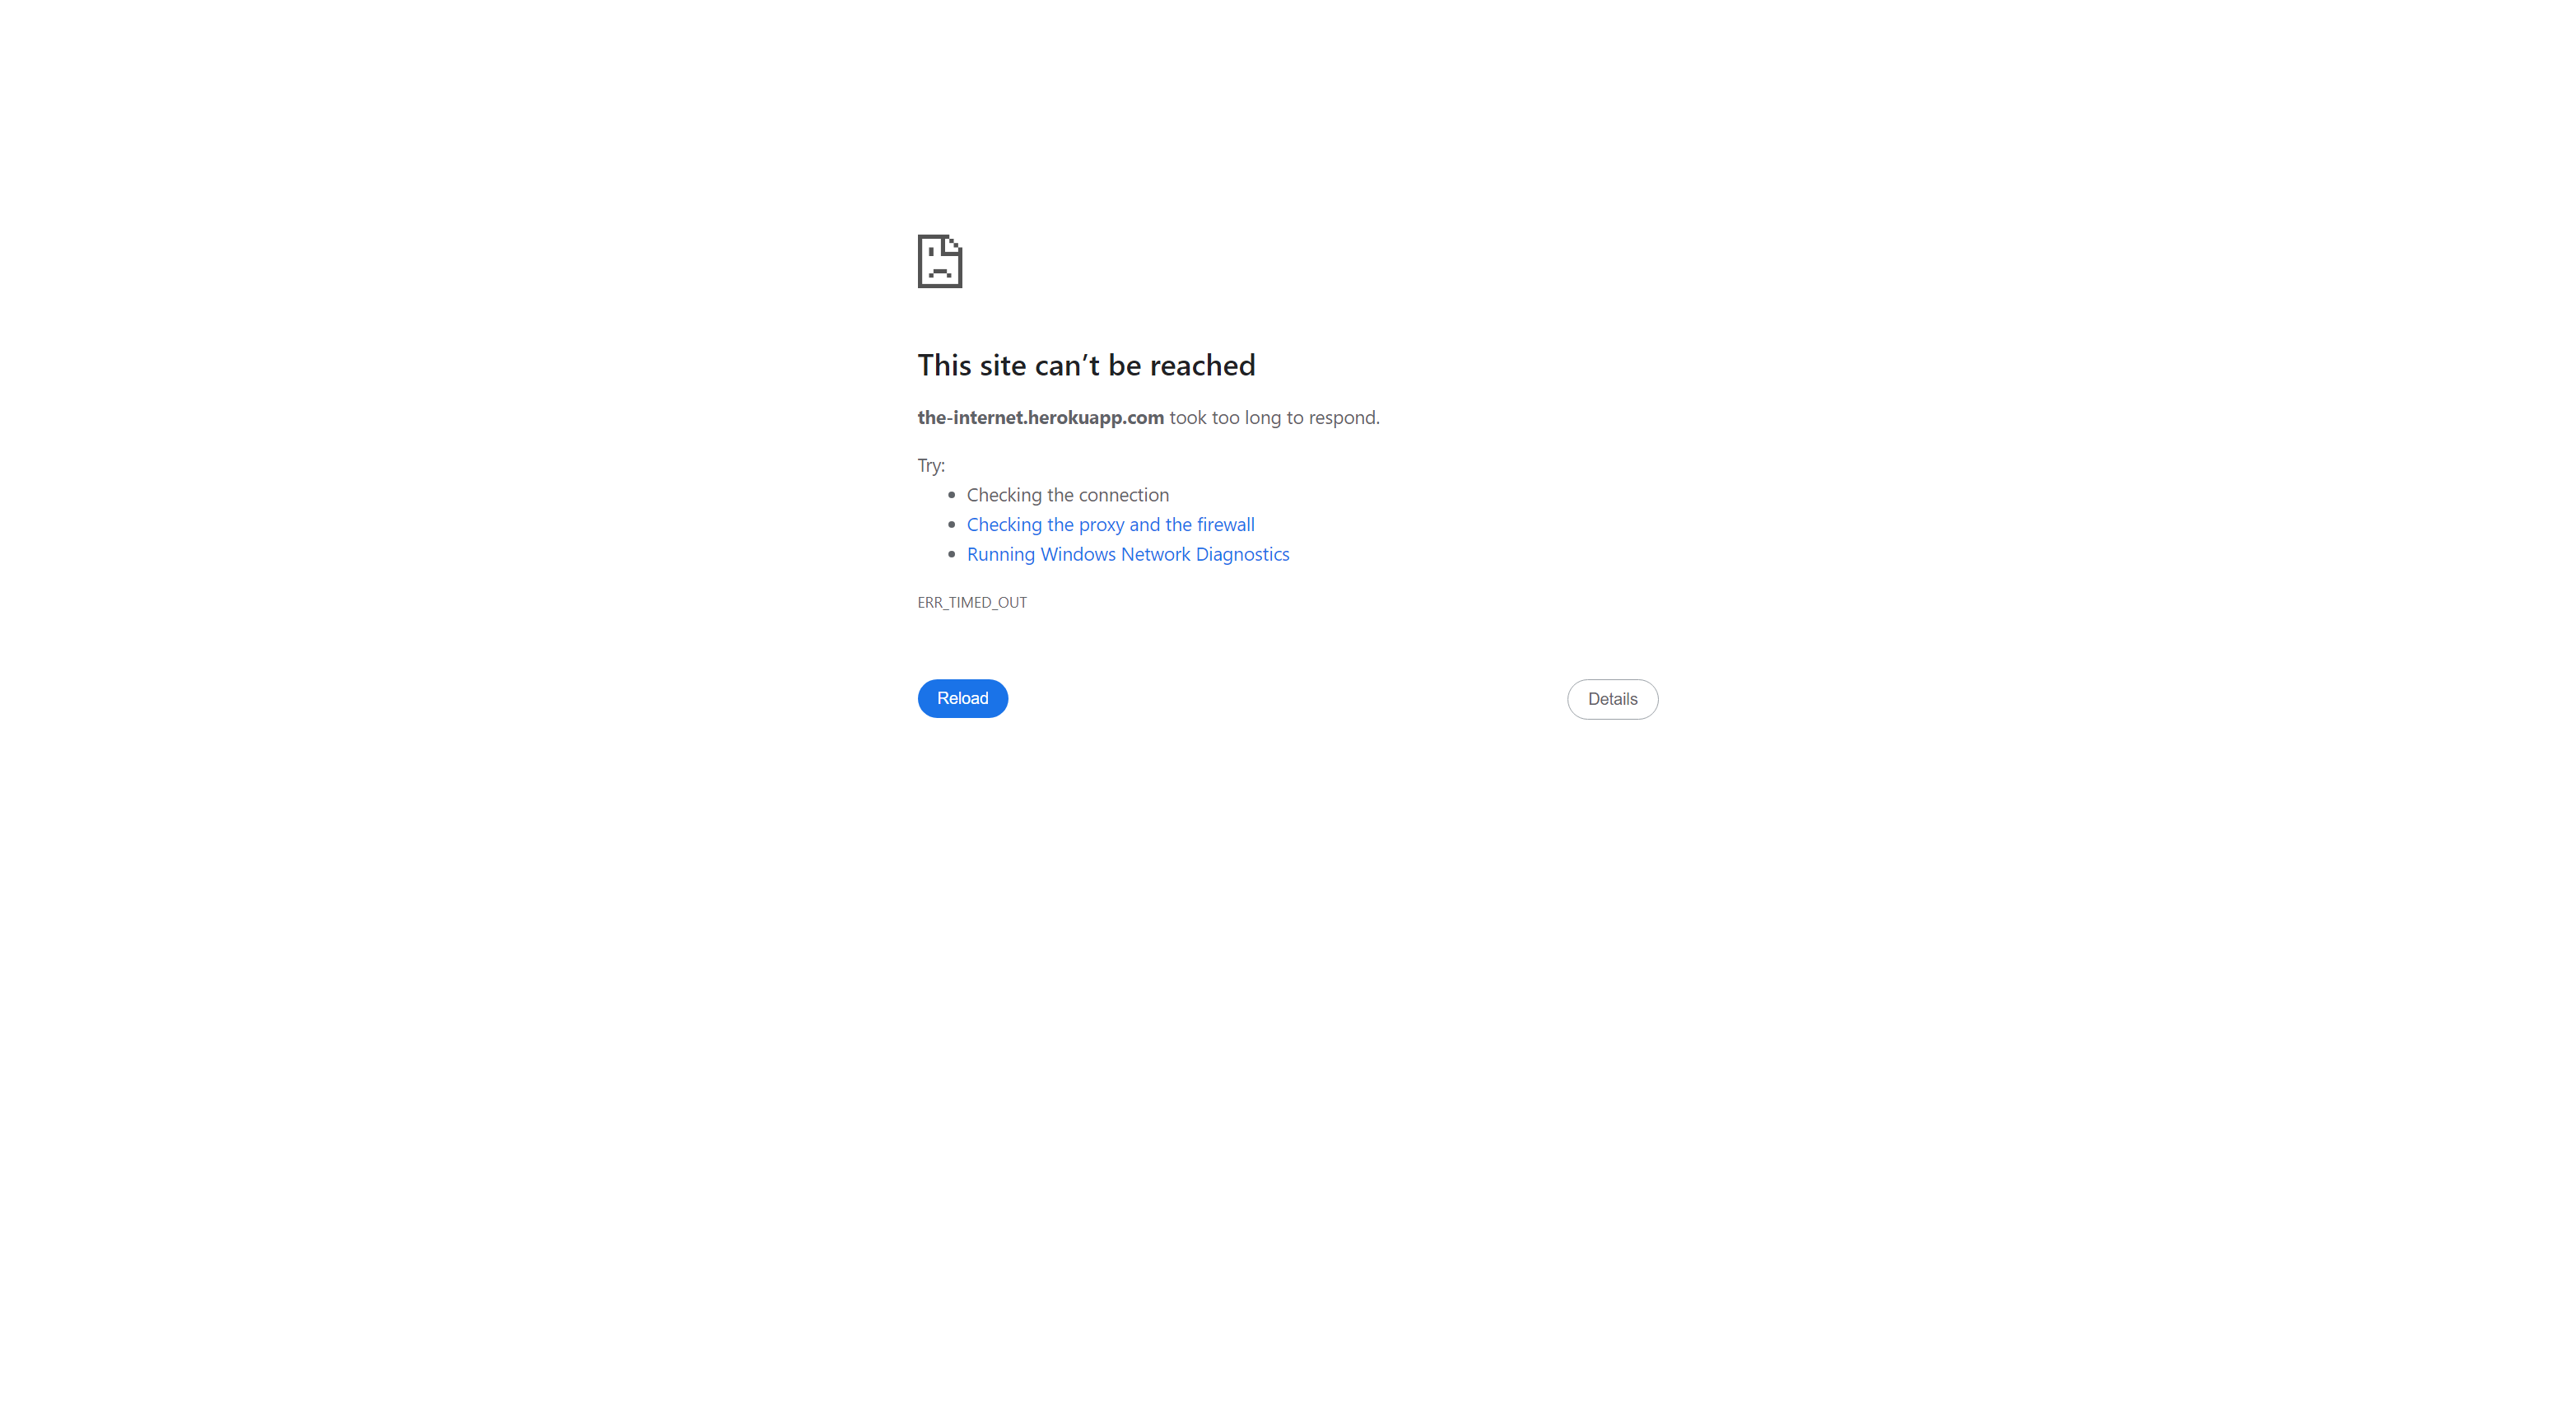 This site can’t be reached
the-internet.herokuapp.com took too long to respond.
Try:
Checking the connection
Checking the proxy and the firewall
Running Windows Network Diagnostics
ERR_TIMED_OUT
Reload
Details